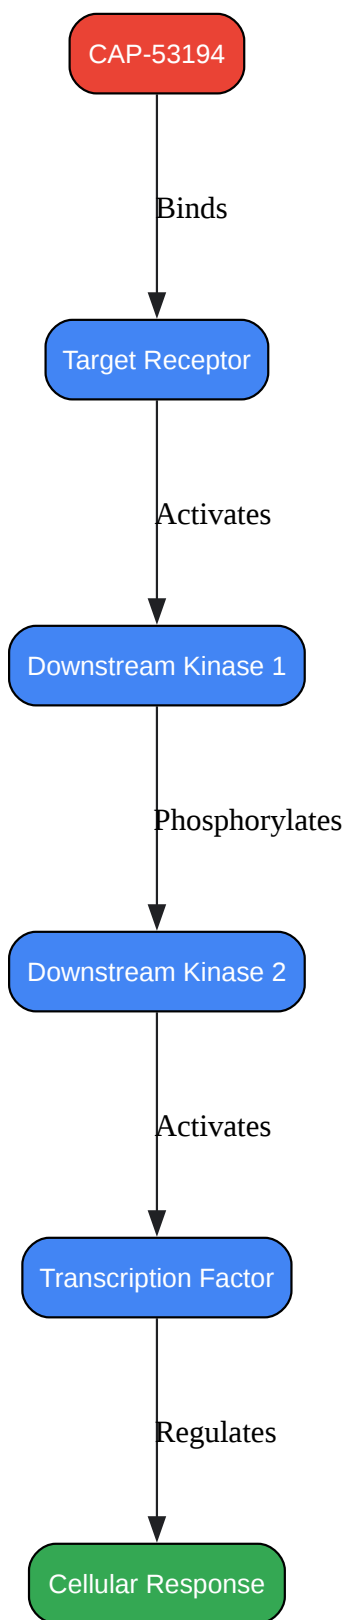 CAP-53194
Binds
Target Receptor
Activates
Downstream Kinase 1
Phosphorylates
Downstream Kinase 2
Activates
Transcription Factor
Regulates
Cellular Response